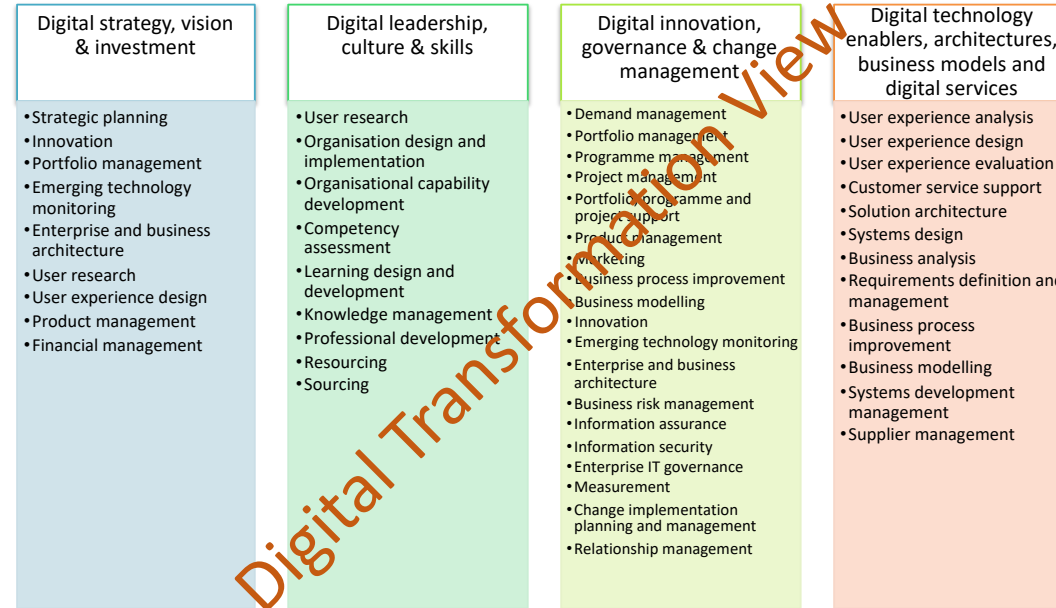 Digital strategy, vision
& investment
•Strategic planning
•Innovation
•Portfolio management
•Emerging technology
monitoring
•Enterprise and business
architecture
•User research
•User experience design
•Product management
•Financial management
Digital leadership,
culture & skills
•User research
•Organisation design and
implementation
•Organisational capability
development
•Competency
assessment
•Learning design and
development
•Knowledge management
•Professional development
•Resourcing
•Sourcing
Digital innovation,
governance & change
management
•Demand management
•Portfolio management
•Programme management
•Project management
•Portfolio, programme and
project support
•Product management
•Marketing
•Business process improvement
•Business modelling
•Innovation
•Emerging technology monitoring
•Enterprise and business
architecture
•Business risk management
•Information assurance
•Information security
•Enterprise IT governance
•Measurement
•Change implementation
planning and management
•Relationship management
Digital technology
enablers, architectures,
business models and
digital services
•User experience analysis
•User experience design
•User experience evaluation
•Customer service support
•Solution architecture
•Systems design
•Business analysis
•Requirements definition and
management
•Business process
improvement
•Business modelling
•Systems development
management
•Supplier management
Digital Transformation View